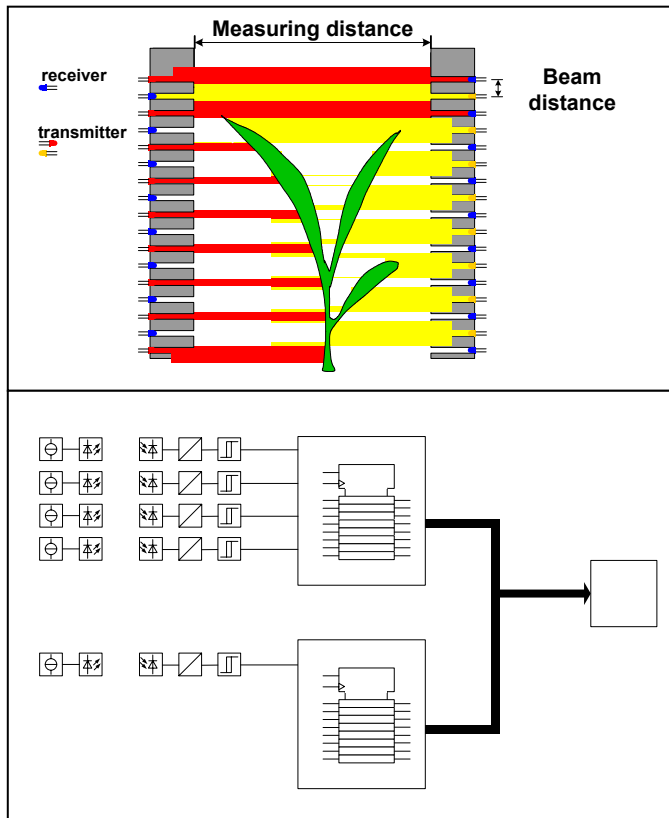 Measuring distance
receiver
Beam
distance
transmitter